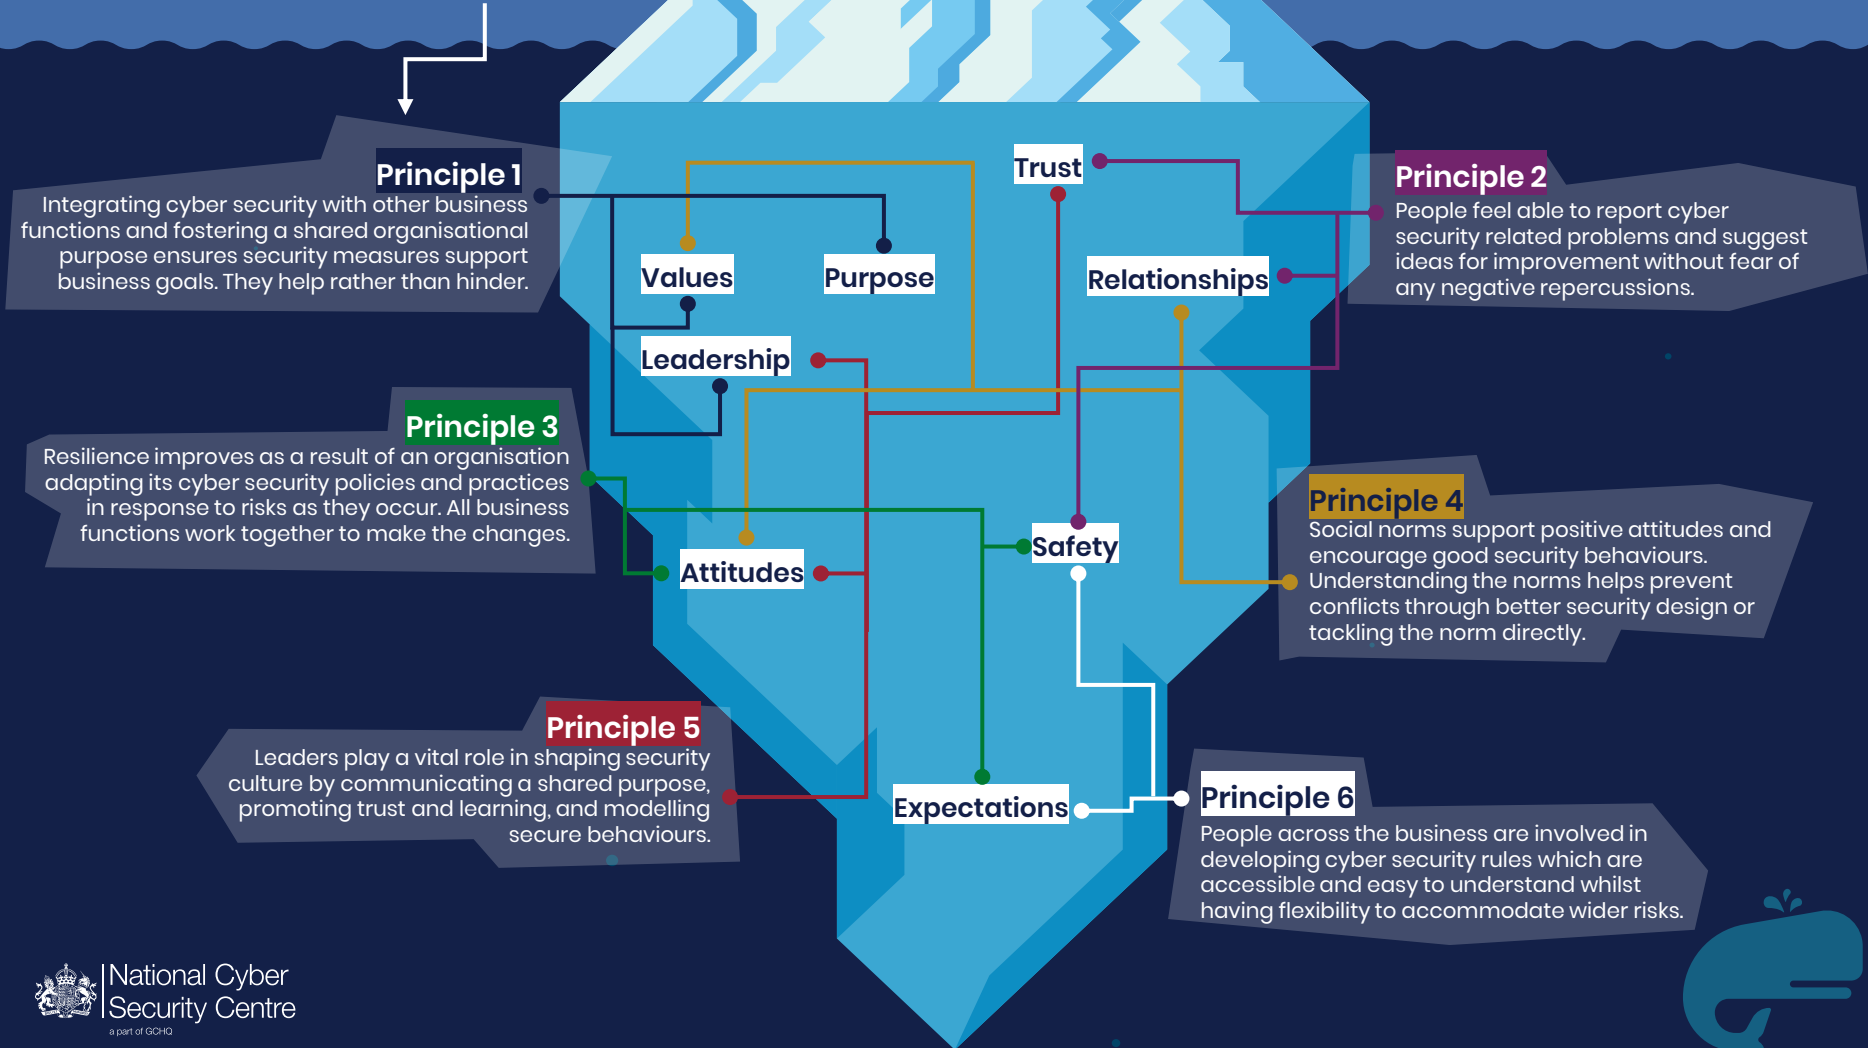 Principle 1
Integrating cyber security with other business
functions and fostering a shared organisational
purpose ensures security measures support
business goals. They help rather than hinder.
Trust
Principle 2
People feel able to report cyber
security related problems and suggest
ideas for improvement without fear of
any negative repercussions.
Values
Purpose
Relationships
Leadership
Principle 3
Resilience improves as a result of an organisation
adapting its cyber security policies and practices
in response to risks as they occur. All business
functions work together to make the changes.
Principle 4
Social norms support positive attitudes and
encourage good security behaviours.
Understanding the norms helps prevent
conflicts through better security design or
tackling the norm directly.
Safety
Attitudes
Principle 5
Leaders play a vital role in shaping security
culture by communicating a shared purpose,
promoting trust and learning, and modelling
secure behaviours.
Expectations
Principle 6
People across the business are involved in
developing cyber security rules which are
accessible and easy to understand whilst
having flexibility to accommodate wider risks.
National Cyber
Security Centre
a part of GCHQ